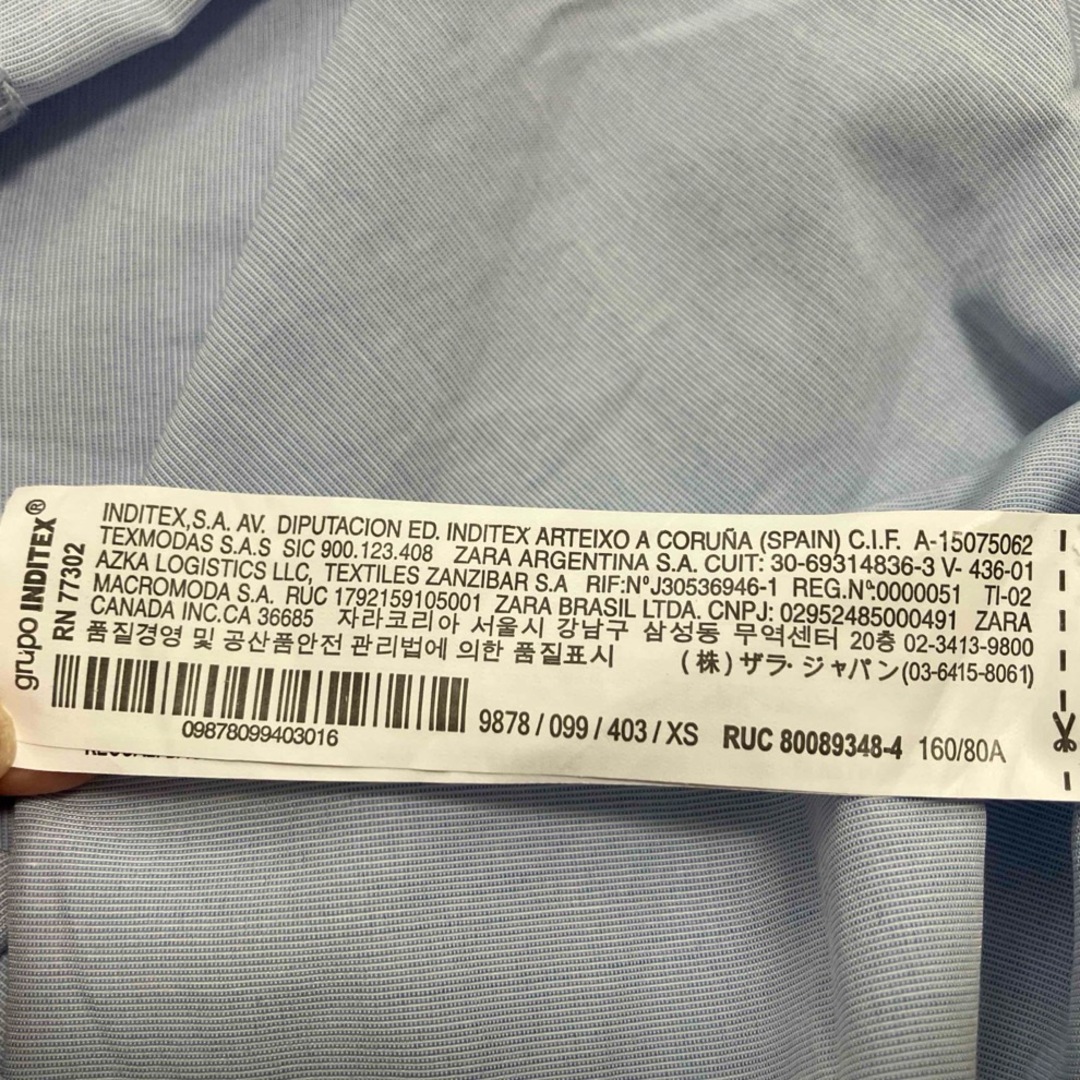 grupo INDITEX®
RN 77302
INDITEX,S.A. AV. DIPUTACION ED. INDITEX ARTEIXO A CORUÑA (SPAIN) C.I.F. A-15075062
TEXMODAS S.A.S SIC 900.123.408 ZARA ARGENTINA S.A. CUIT: 30-69314836-3 V- 436-01
AZKA LOGISTICS LLC, TEXTILES ZANZIBAR S.A RIF:Nº J30536946-1 REG.Nº:0000051 TI-02
MACROMODA S.A. RUC 1792159105001 ZARA BRASIL LTDA. CNPJ: 02952485000491 ZARA
CANADA INC.CA 36685 자라코리아 서울시 강남구 삼성동 무역센터 20층 02-3413-9800
품질경영 및 공산품안전 관리법에 의한 품질표시 (株)ザラ・ジャパン(03-6415-8061)
09878099403016
9878 / 099 / 403 / XS RUC 80089348-4 160/80A